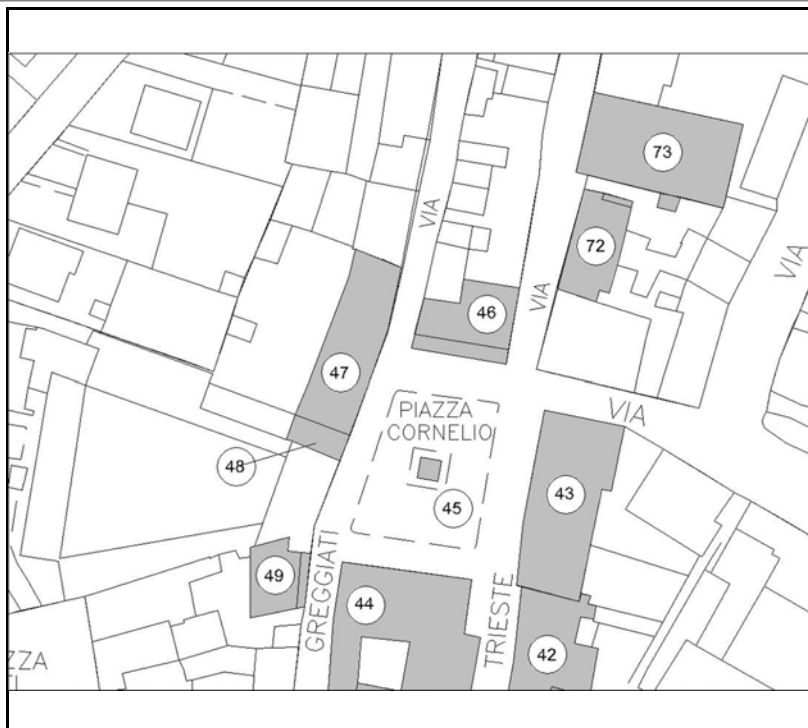 73
VIA
72
VIA
VIA
46
47
PIAZZA
CORNELIO
VIA
48
45
43
49
44
GREGGIATI
TRIESTE
42
ZZA